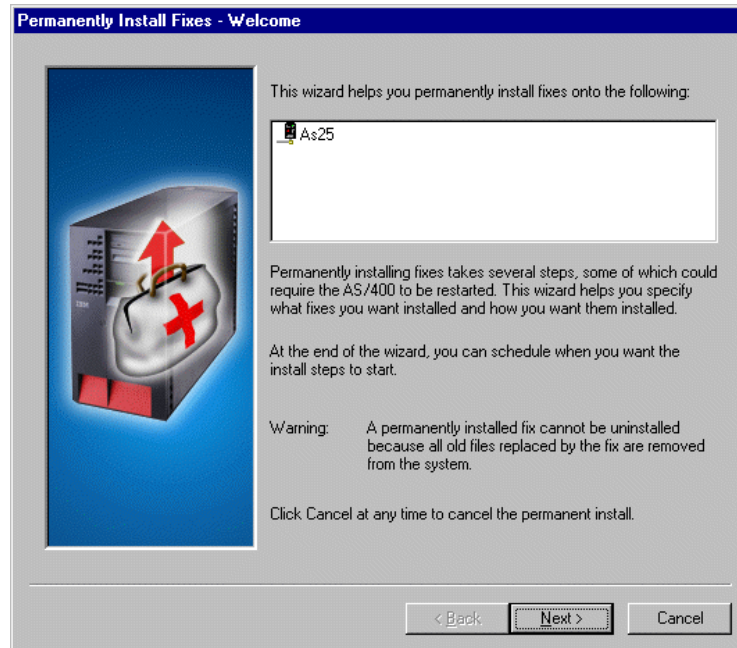 Permanently Install Fixes - Welcome
This wizard helps you permanently install fixes onto the following:
As25
Permanently installing fixes takes several steps, some of which could
require the AS/400 to be restarted. This wizard helps you specify
what fixes you want installed and how you want them installed.
At the end of the wizard, you can schedule when you want the
install steps to start.
Warning: A permanently installed fix cannot be uninstalled
because all old files replaced by the fix are removed
from the system.
Click Cancel at any time to cancel the permanent install.
IBM
< Back
Next >
Cancel